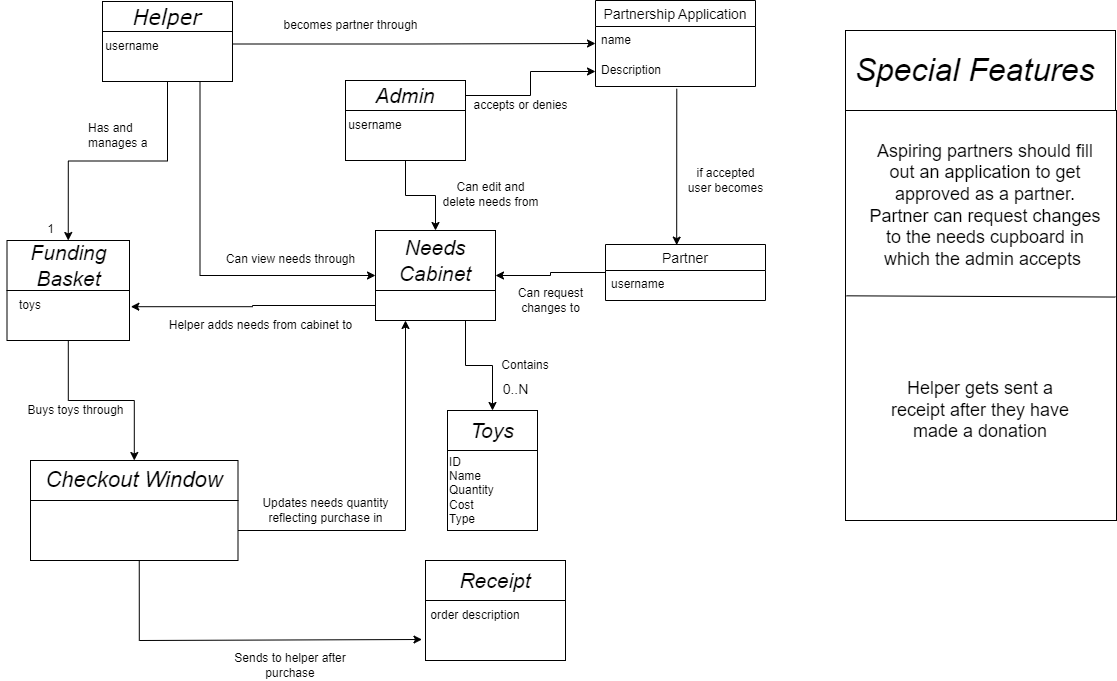 Helper
username
becomes partner through
Partnership Application
name
Description
Admin
username
accepts or denies
Has and
manages a
1
Can edit and
delete needs from
if accepted
user becomes
Funding
Basket
toys
Can view needs through
Needs
Cabinet
Partner
username
Can request
changes to
Helper adds needs from cabinet to
Contains
0..N
Buys toys through
Toys
ID
Name
Quantity
Cost
Type
Checkout Window
Updates needs quantity
reflecting purchase in
Receipt
order description
Sends to helper after
purchase
Special Features
Aspiring partners should fill
out an application to get
approved as a partner.
Partner can request changes
to the needs cupboard in
which the admin accepts
Helper gets sent a
receipt after they have
made a donation